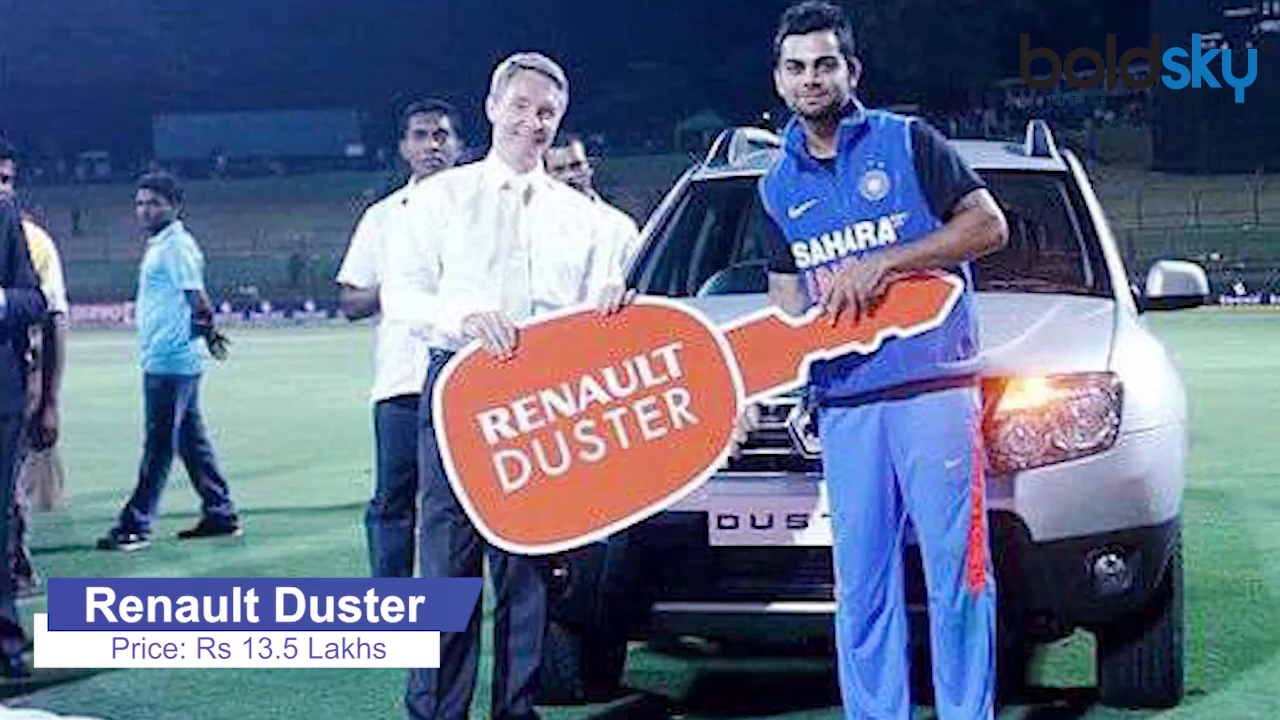 boldsky
SAHARA
RENAULT
DUSTER
DUST
Renault Duster
Price: Rs 13.5 Lakhs